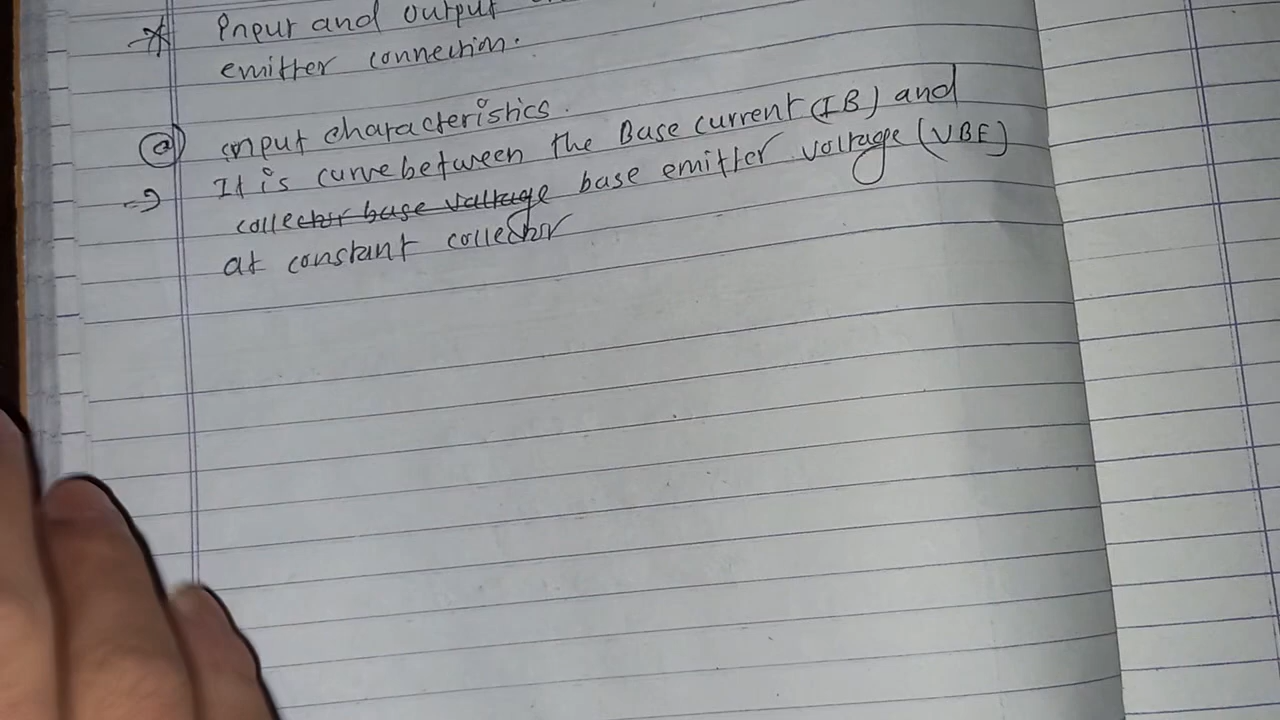 * Input and output
emitter connection.
(a) input characteristics.
→ It is curve between the Base current (IB) and
collector base valtage base emitter voltage (VBE)
at constant collector